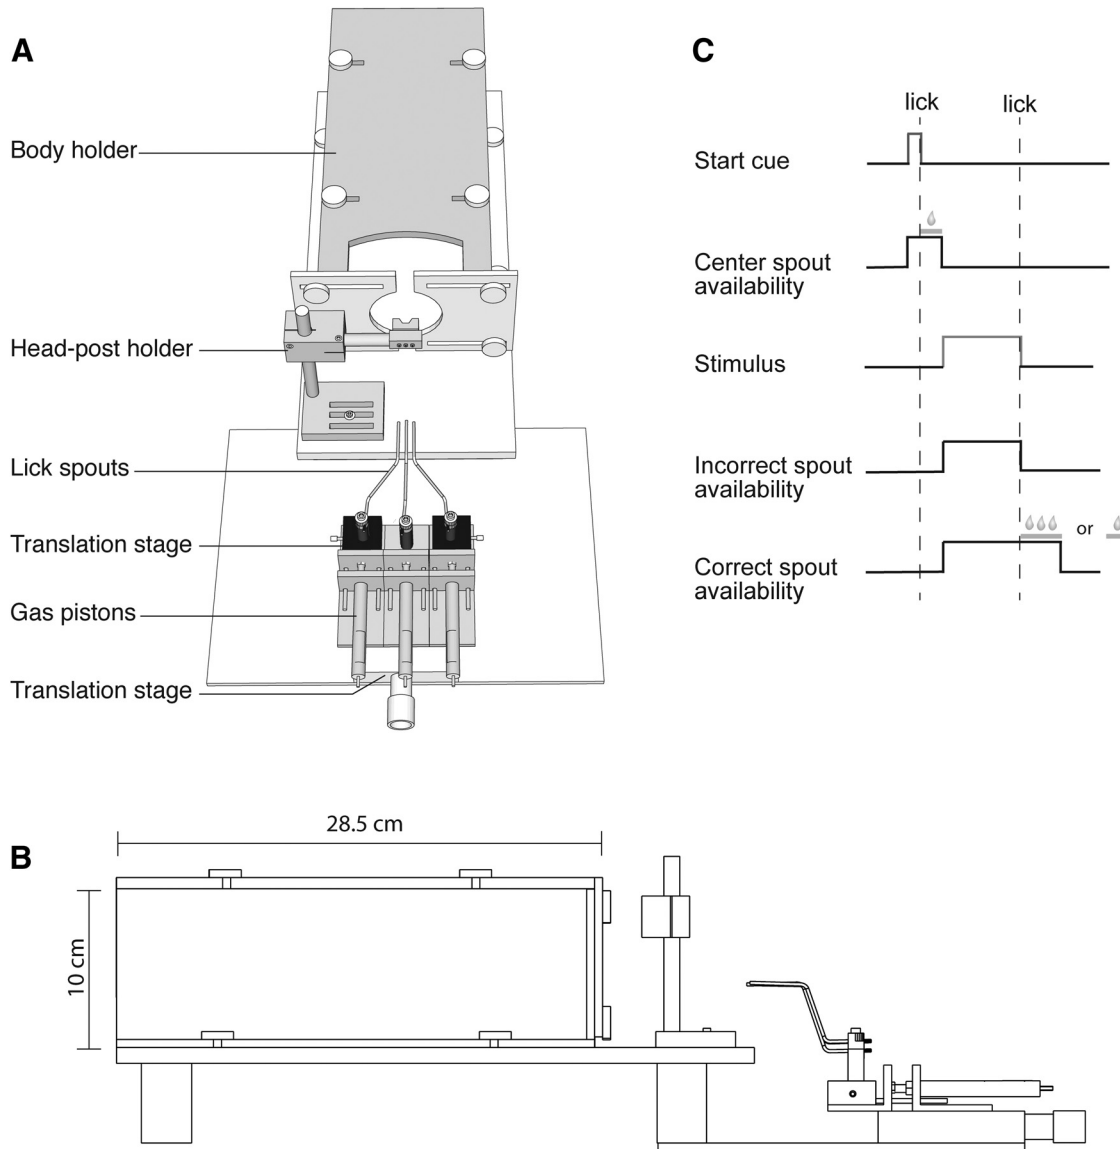 A
Body holder
Head-post holder
Lick spouts
Translation stage
Gas pistons
Translation stage
C
lick lick
Start cue
Center spout
availability
Stimulus
Incorrect spout
availability
or
Correct spout
availability
B
28.5 cm
10 cm